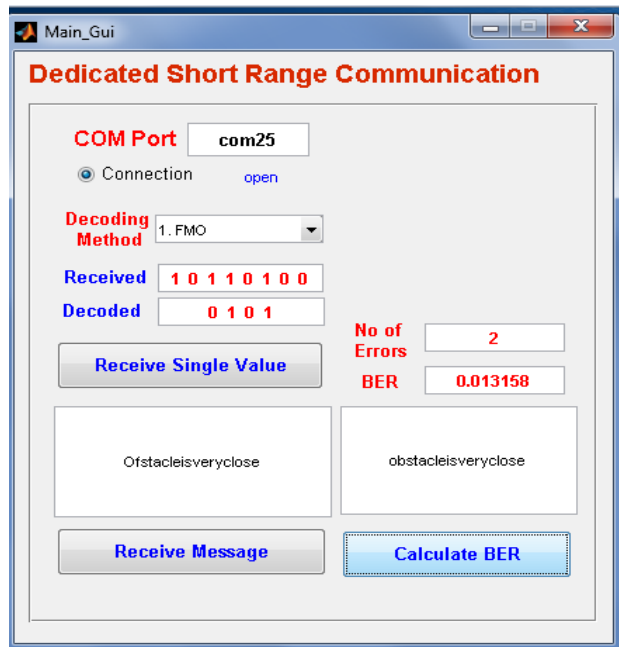 Main_Gui
Dedicated Short Range Communication
COM Port com25
Connection open
Decoding
Method
1. FMO
Received 1 0 1 1 0 1 0 0
Decoded 0 1 0 1
Receive Single Value
No of
Errors
2
BER 0.013158
Ofstacleisveryclose
obstacleisveryclose
Receive Message
Calculate BER